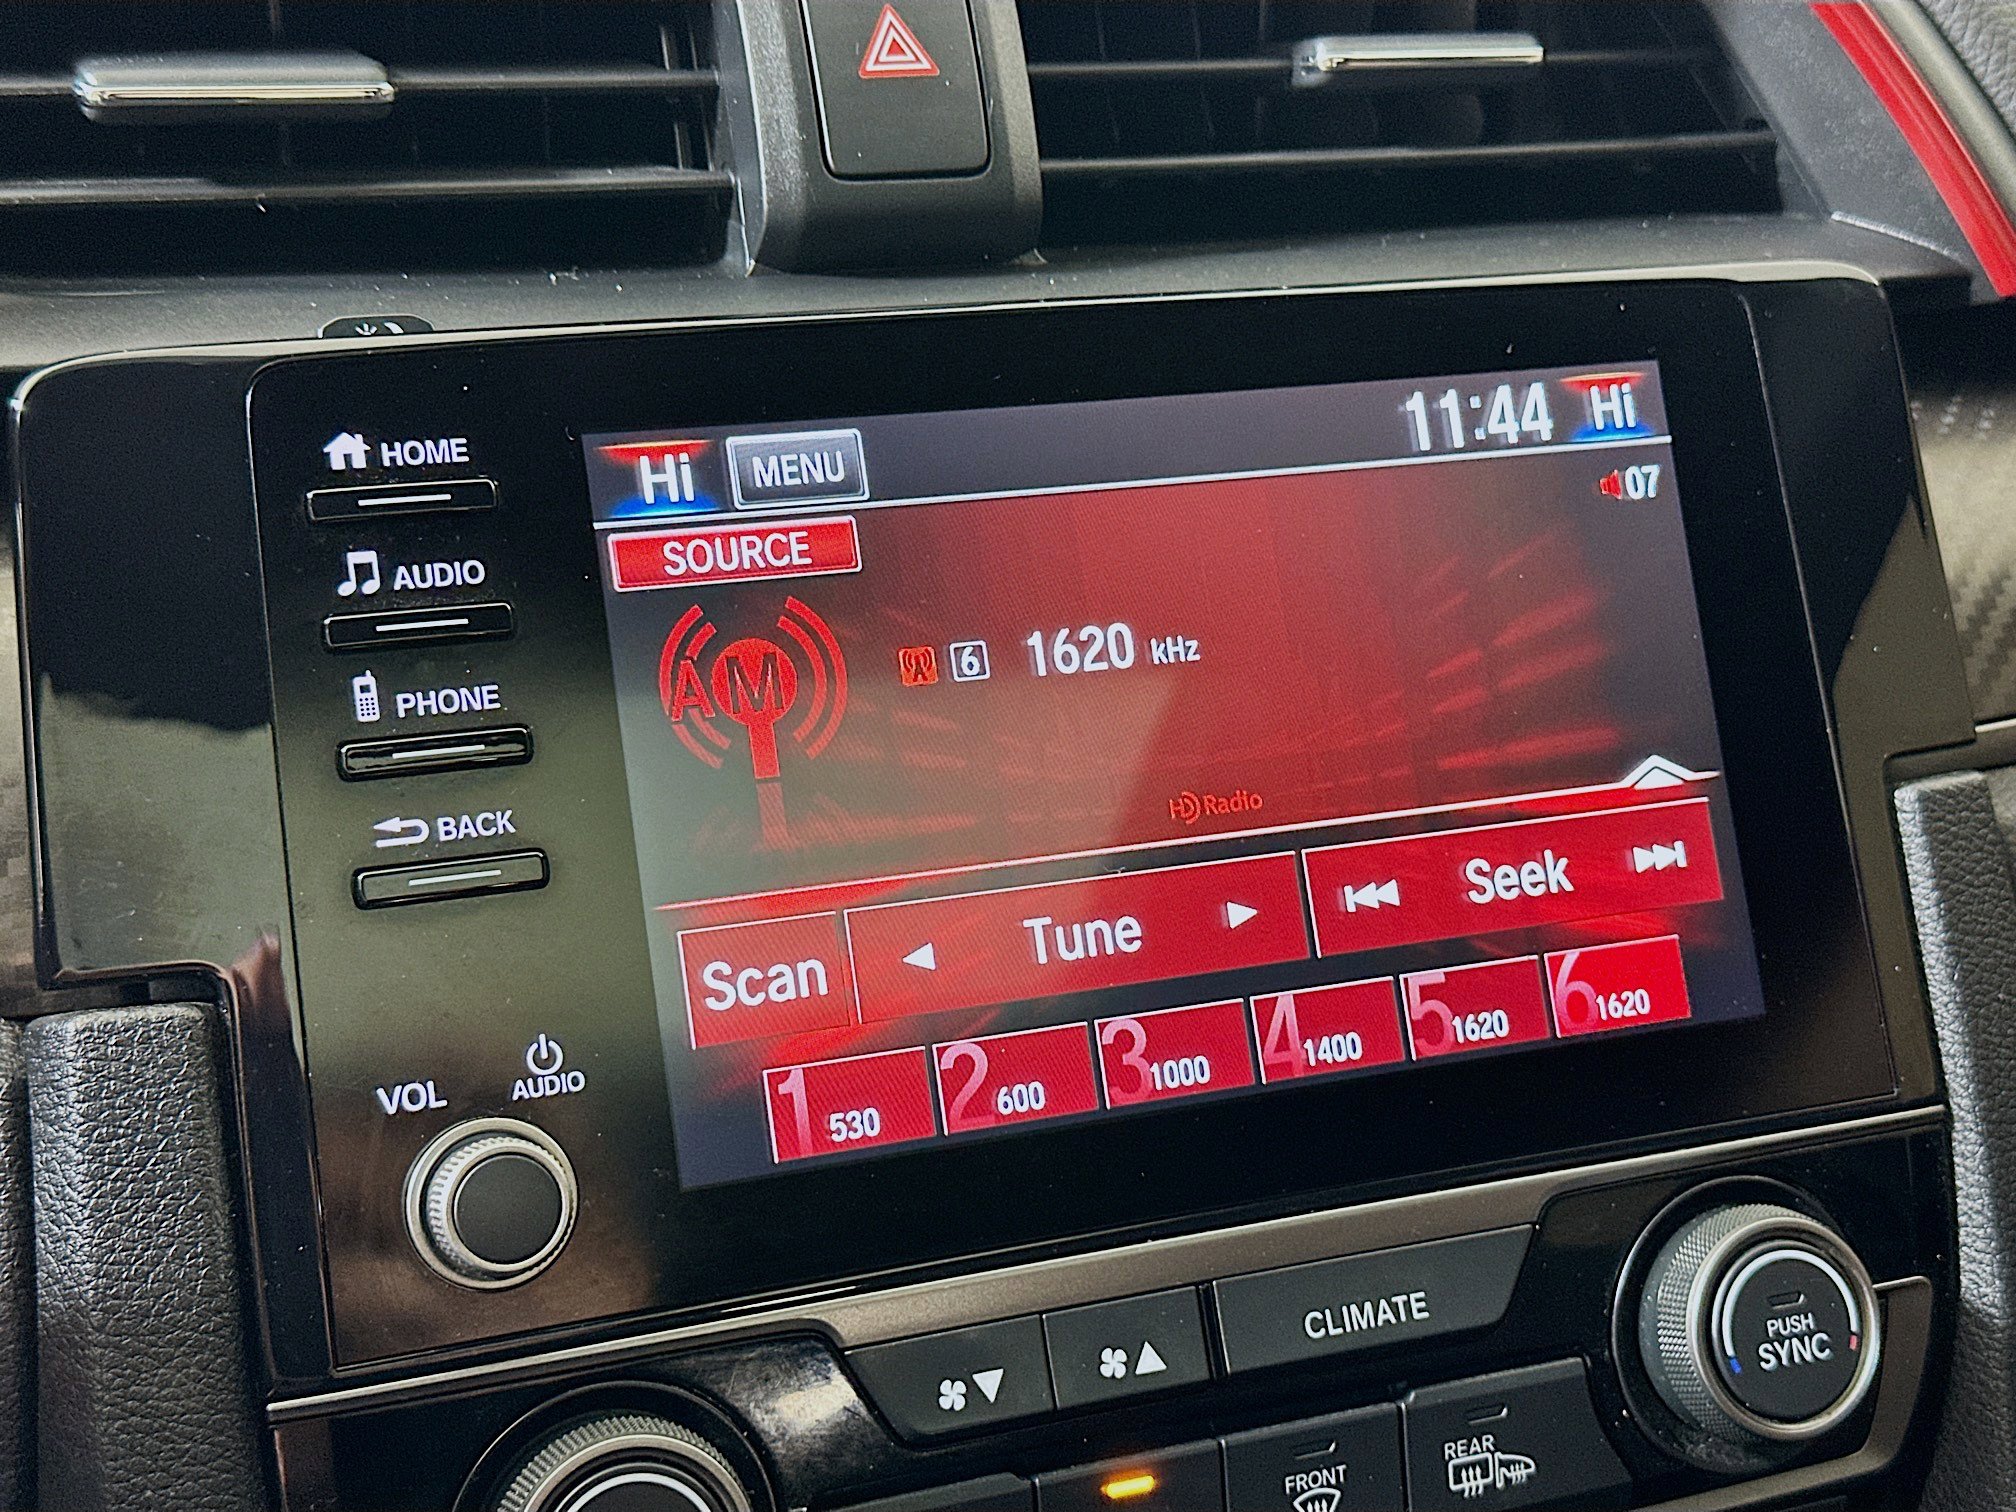 HOME
AUDIO
PHONE
BACK
VOL
AUDIO
Hi MENU 11:44 Hi
07
SOURCE
AM 6 1620 kHz
HD Radio
Scan Tune Seek
1 530 2 600 3 1000 4 1400 5 1620 6 1620
CLIMATE
PUSH
SYNC
FRONT
REAR